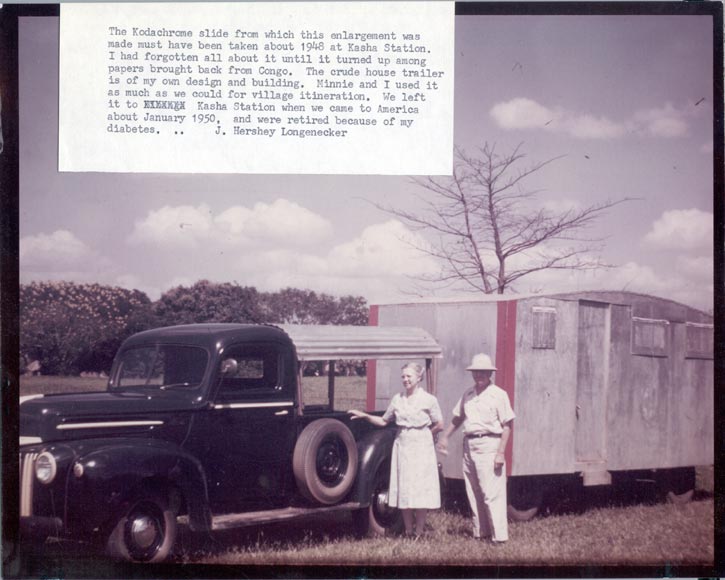 The Kodachrome slide from which this enlargement was
made must have been taken about 1948 at Kasha Station.
I had forgotten all about it until it turned up among
papers brought back from Congo.  The crude house trailer
is of my own design and building.  Minnie and I used it
as much as we could for village itineration.  We left
it to Kasha Station when we came to America
about January 1950, and were retired because of my
diabetes. ..    J. Hershey Longenecker